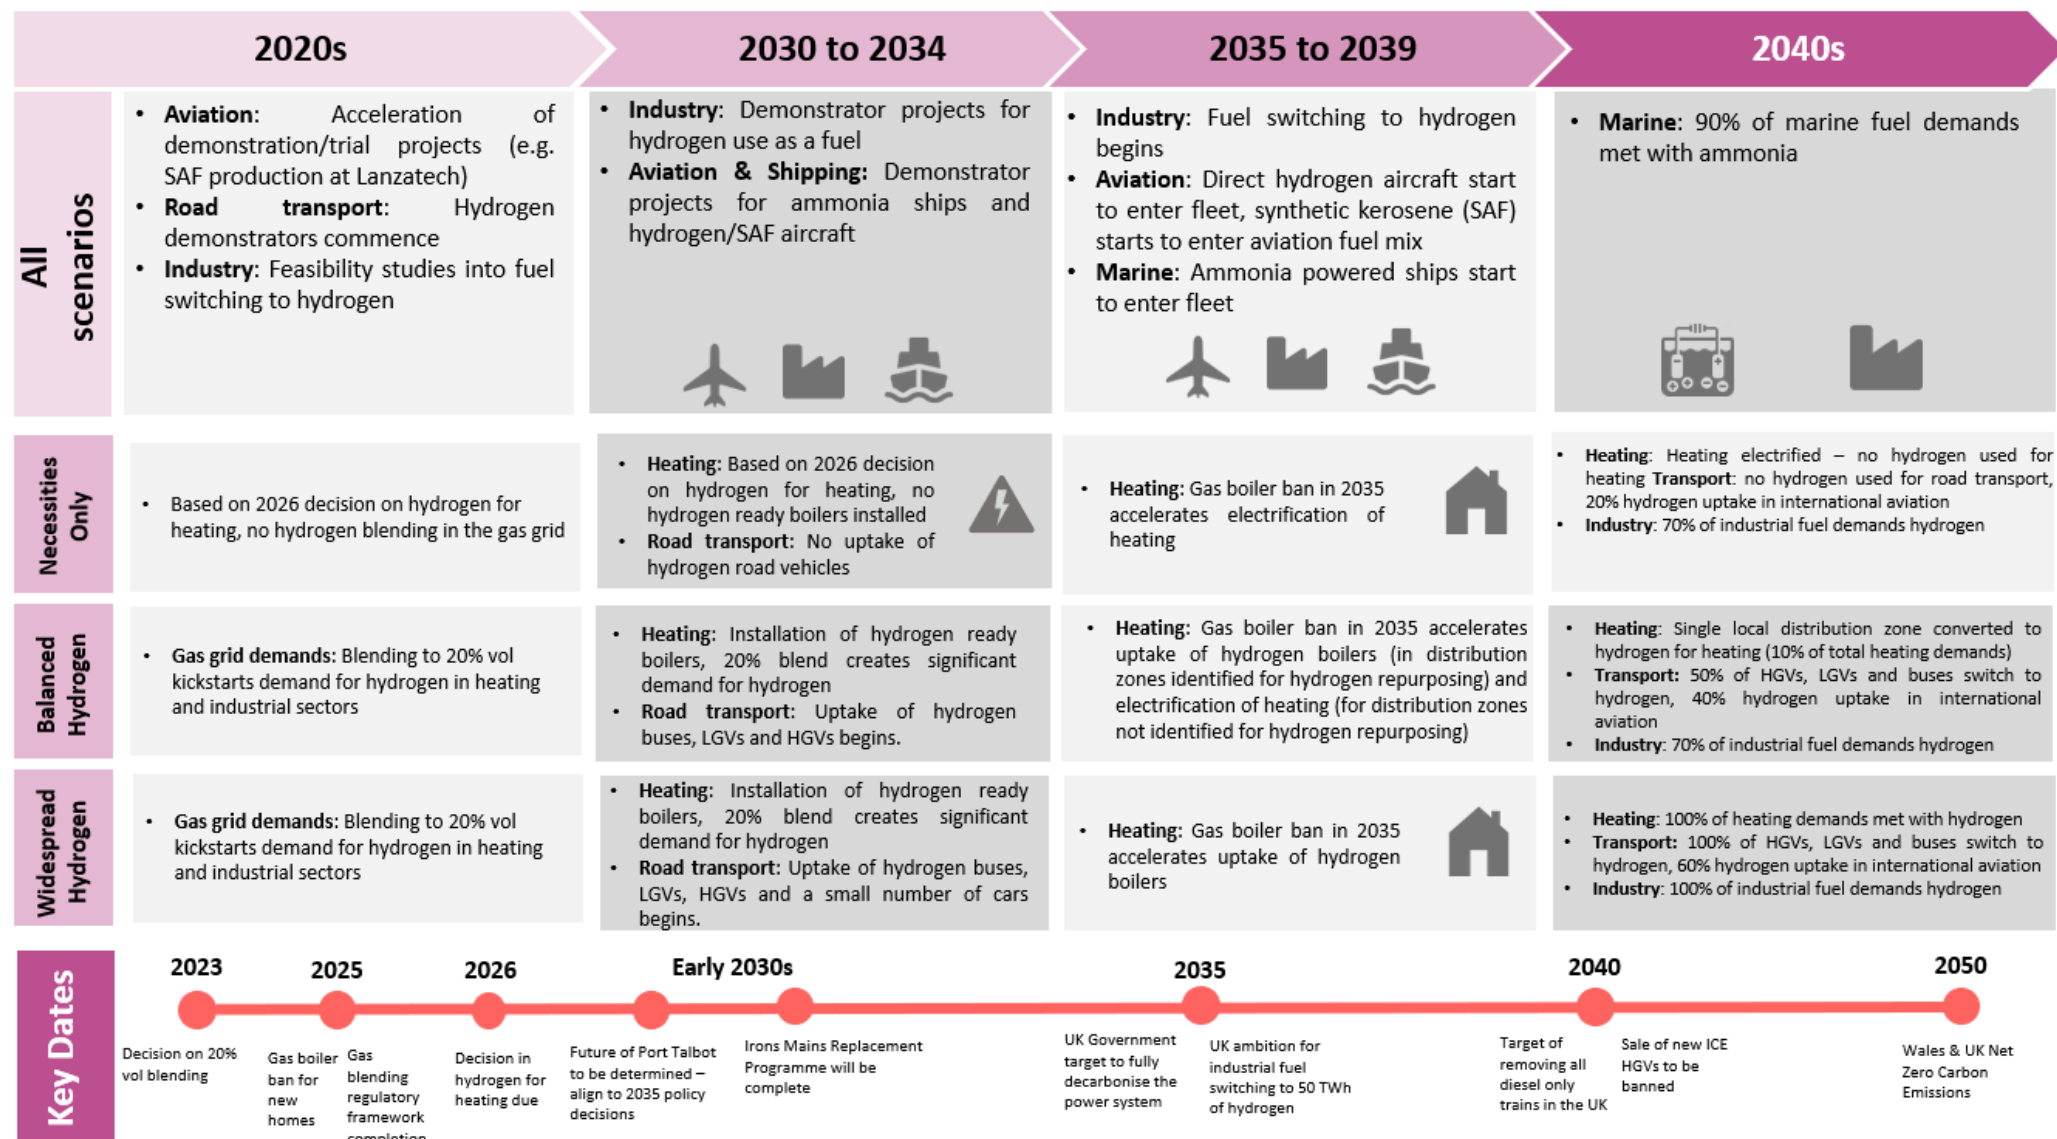 2020s
2030 to 2034
2035 to 2039
2040s
All
scenarios
• Aviation: Acceleration of
demonstration/trial projects (e.g.
SAF production at Lanzatech)
• Road transport: Hydrogen
demonstrators commence
• Industry: Feasibility studies into fuel
switching to hydrogen
• Industry: Demonstrator projects for
hydrogen use as a fuel
• Aviation & Shipping: Demonstrator
projects for ammonia ships and
hydrogen/SAF aircraft
• Industry: Fuel switching to hydrogen
begins
• Aviation: Direct hydrogen aircraft start
to enter fleet, synthetic kerosene (SAF)
starts to enter aviation fuel mix
• Marine: Ammonia powered ships start
to enter fleet
• Marine: 90% of marine fuel demands
met with ammonia
Necessities
Only
• Based on 2026 decision on hydrogen for
heating, no hydrogen blending in the gas grid
• Heating: Based on 2026 decision
on hydrogen for heating, no
hydrogen ready boilers installed
• Road transport: No uptake of
hydrogen road vehicles
• Heating: Gas boiler ban in 2035
accelerates electrification of
heating
• Heating: Heating electrified – no hydrogen used for
heating Transport: no hydrogen used for road transport,
20% hydrogen uptake in international aviation
• Industry: 70% of industrial fuel demands hydrogen
Balanced
Hydrogen
• Gas grid demands: Blending to 20% vol
kickstarts demand for hydrogen in heating
and industrial sectors
• Heating: Installation of hydrogen ready
boilers, 20% blend creates significant
demand for hydrogen
• Road transport: Uptake of hydrogen
buses, LGVs and HGVs begins.
• Heating: Gas boiler ban in 2035 accelerates
uptake of hydrogen boilers (in distribution
zones identified for hydrogen repurposing) and
electrification of heating (for distribution zones
not identified for hydrogen repurposing)
• Heating: Single local distribution zone converted to
hydrogen for heating (10% of total heating demands)
• Transport: 50% of HGVs, LGVs and buses switch to
hydrogen, 40% hydrogen uptake in international
aviation
• Industry: 70% of industrial fuel demands hydrogen
Widespread
Hydrogen
• Gas grid demands: Blending to 20% vol
kickstarts demand for hydrogen in heating
and industrial sectors
• Heating: Installation of hydrogen ready
boilers, 20% blend creates significant
demand for hydrogen
• Road transport: Uptake of hydrogen buses,
LGVs, HGVs and a small number of cars
begins.
• Heating: Gas boiler ban in 2035
accelerates uptake of hydrogen
boilers
• Heating: 100% of heating demands met with hydrogen
• Transport: 100% of HGVs, LGVs and buses switch to
hydrogen, 60% hydrogen uptake in international aviation
• Industry: 100% of industrial fuel demands hydrogen
Key Dates
2023
Decision on 20%
vol blending
2025
Gas boiler
ban for
new
homes
Gas
blending
regulatory
framework
completion
2026
Decision in
hydrogen for
heating due
Early 2030s
Future of Port Talbot
to be determined –
align to 2035 policy
decisions
Irons Mains Replacement
Programme will be
complete
2035
UK Government
target to fully
decarbonise the
power system
UK ambition for
industrial fuel
switching to 50 TWh
of hydrogen
2040
Target of
removing all
diesel only
trains in the UK
Sale of new ICE
HGVs to be
banned
2050
Wales & UK Net
Zero Carbon
Emissions